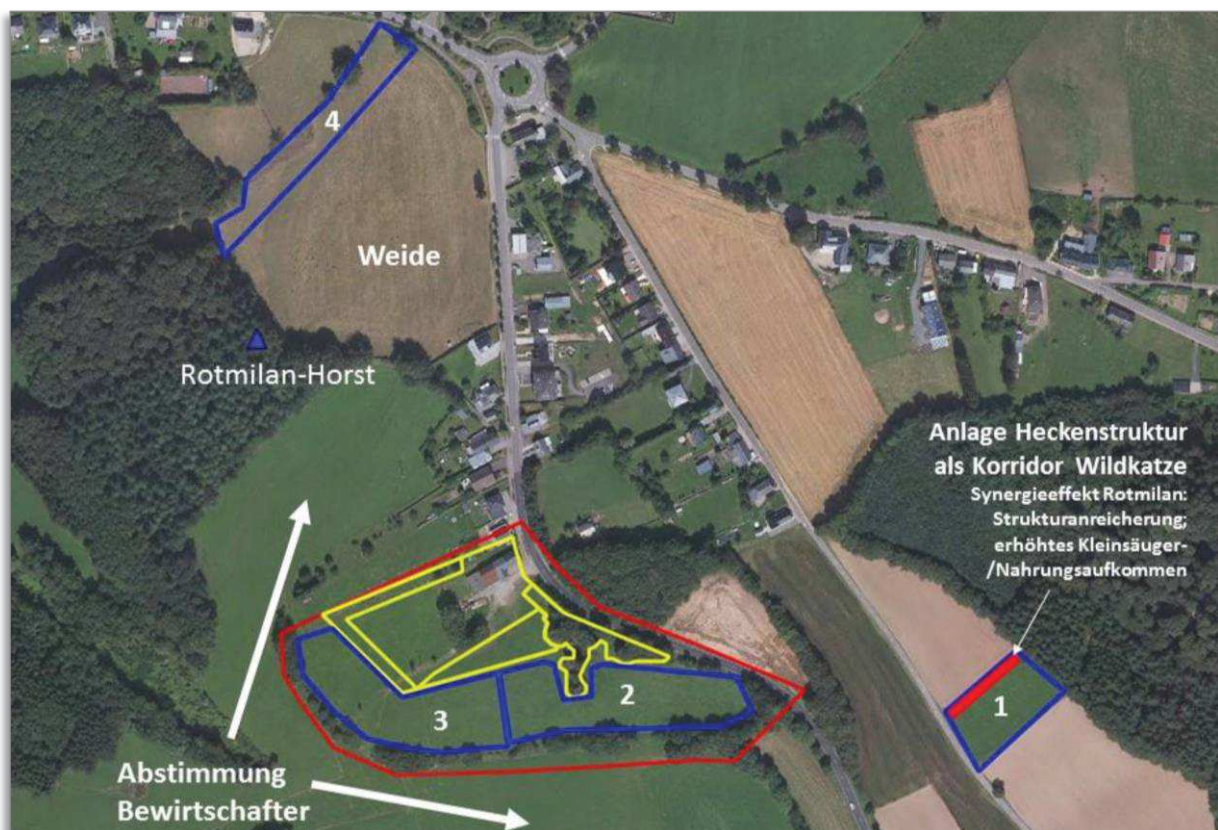 4
Weide
Rotmilan-Horst
Anlage Heckenstruktur
als Korridor Wildkatze
Synergieeffekt Rotmilan:
Strukturanreicherung;
erhöhtes Kleinsäuger-
/Nahrungsaufkommen
1
2
3
Abstimmung
Bewirtschafter